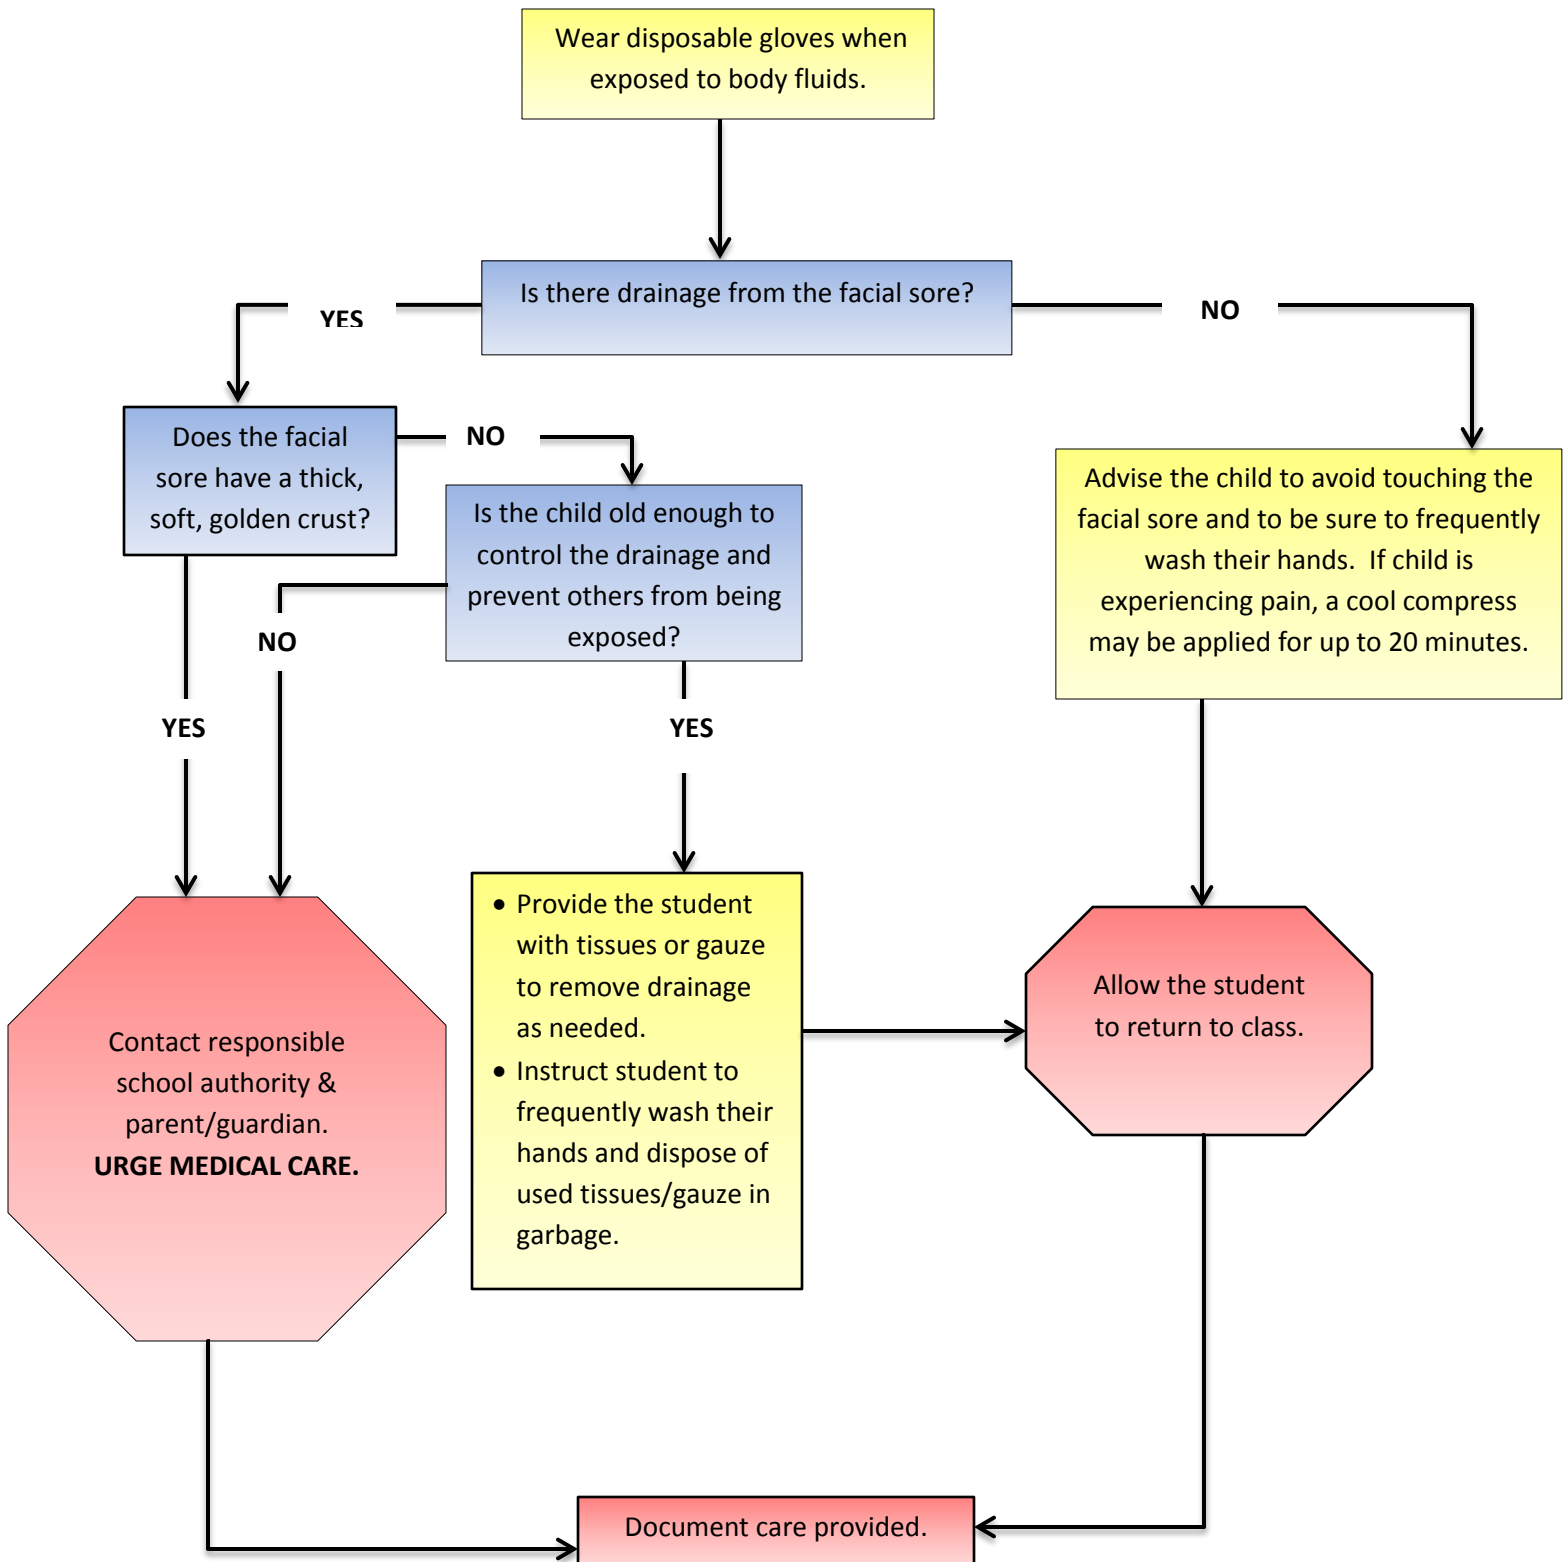 Wear disposable gloves when
exposed to body fluids.
Is there drainage from the facial sore?
YES
NO
Does the facial
sore have a thick,
soft, golden crust?
NO
Is the child old enough to
control the drainage and
prevent others from being
exposed?
Advise the child to avoid touching the
facial sore and to be sure to frequently
wash their hands.  If child is
experiencing pain, a cool compress
may be applied for up to 20 minutes.
NO
YES
YES
• Provide the student
with tissues or gauze
to remove drainage
as needed.
• Instruct student to
frequently wash their
hands and dispose of
used tissues/gauze in
garbage.
Allow the student
to return to class.
Contact responsible
school authority &
parent/guardian.
URGE MEDICAL CARE.
Document care provided.